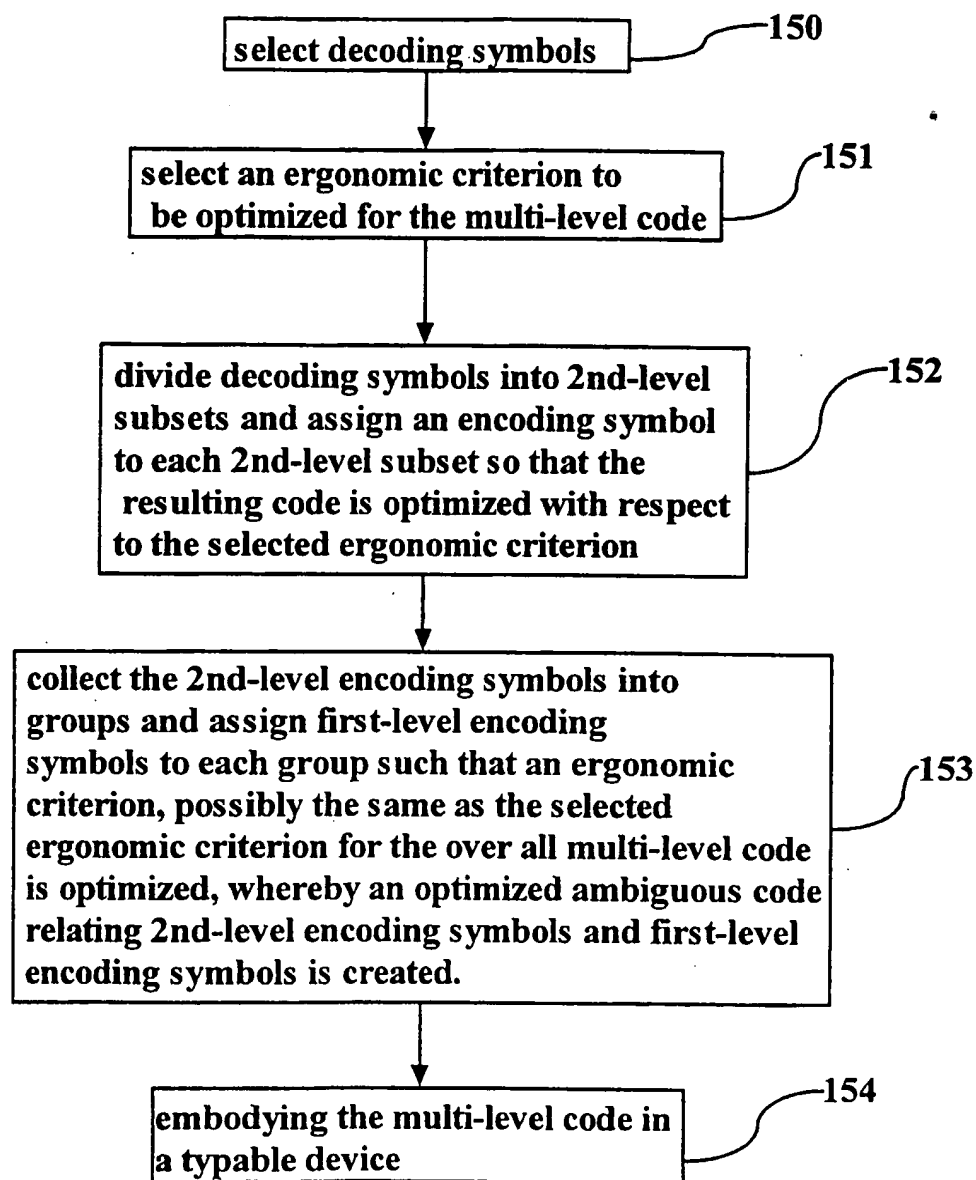 select decoding symbols
150
select an ergonomic criterion to
be optimized for the multi-level code
151
divide decoding symbols into 2nd-level
subsets and assign an encoding symbol
to each 2nd-level subset so that the
resulting code is optimized with respect
to the selected ergonomic criterion
152
collect the 2nd-level encoding symbols into
groups and assign first-level encoding
symbols to each group such that an ergonomic
criterion, possibly the same as the selected
ergonomic criterion for the over all multi-level code
is optimized, whereby an optimized ambiguous code
relating 2nd-level encoding symbols and first-level
encoding symbols is created.
153
embodying the multi-level code in
a typable device
154